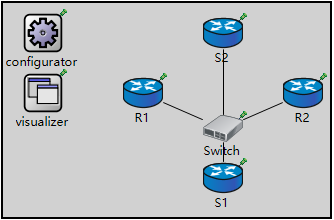 configurator
visualizer
S2
R1
R2
Switch
S1